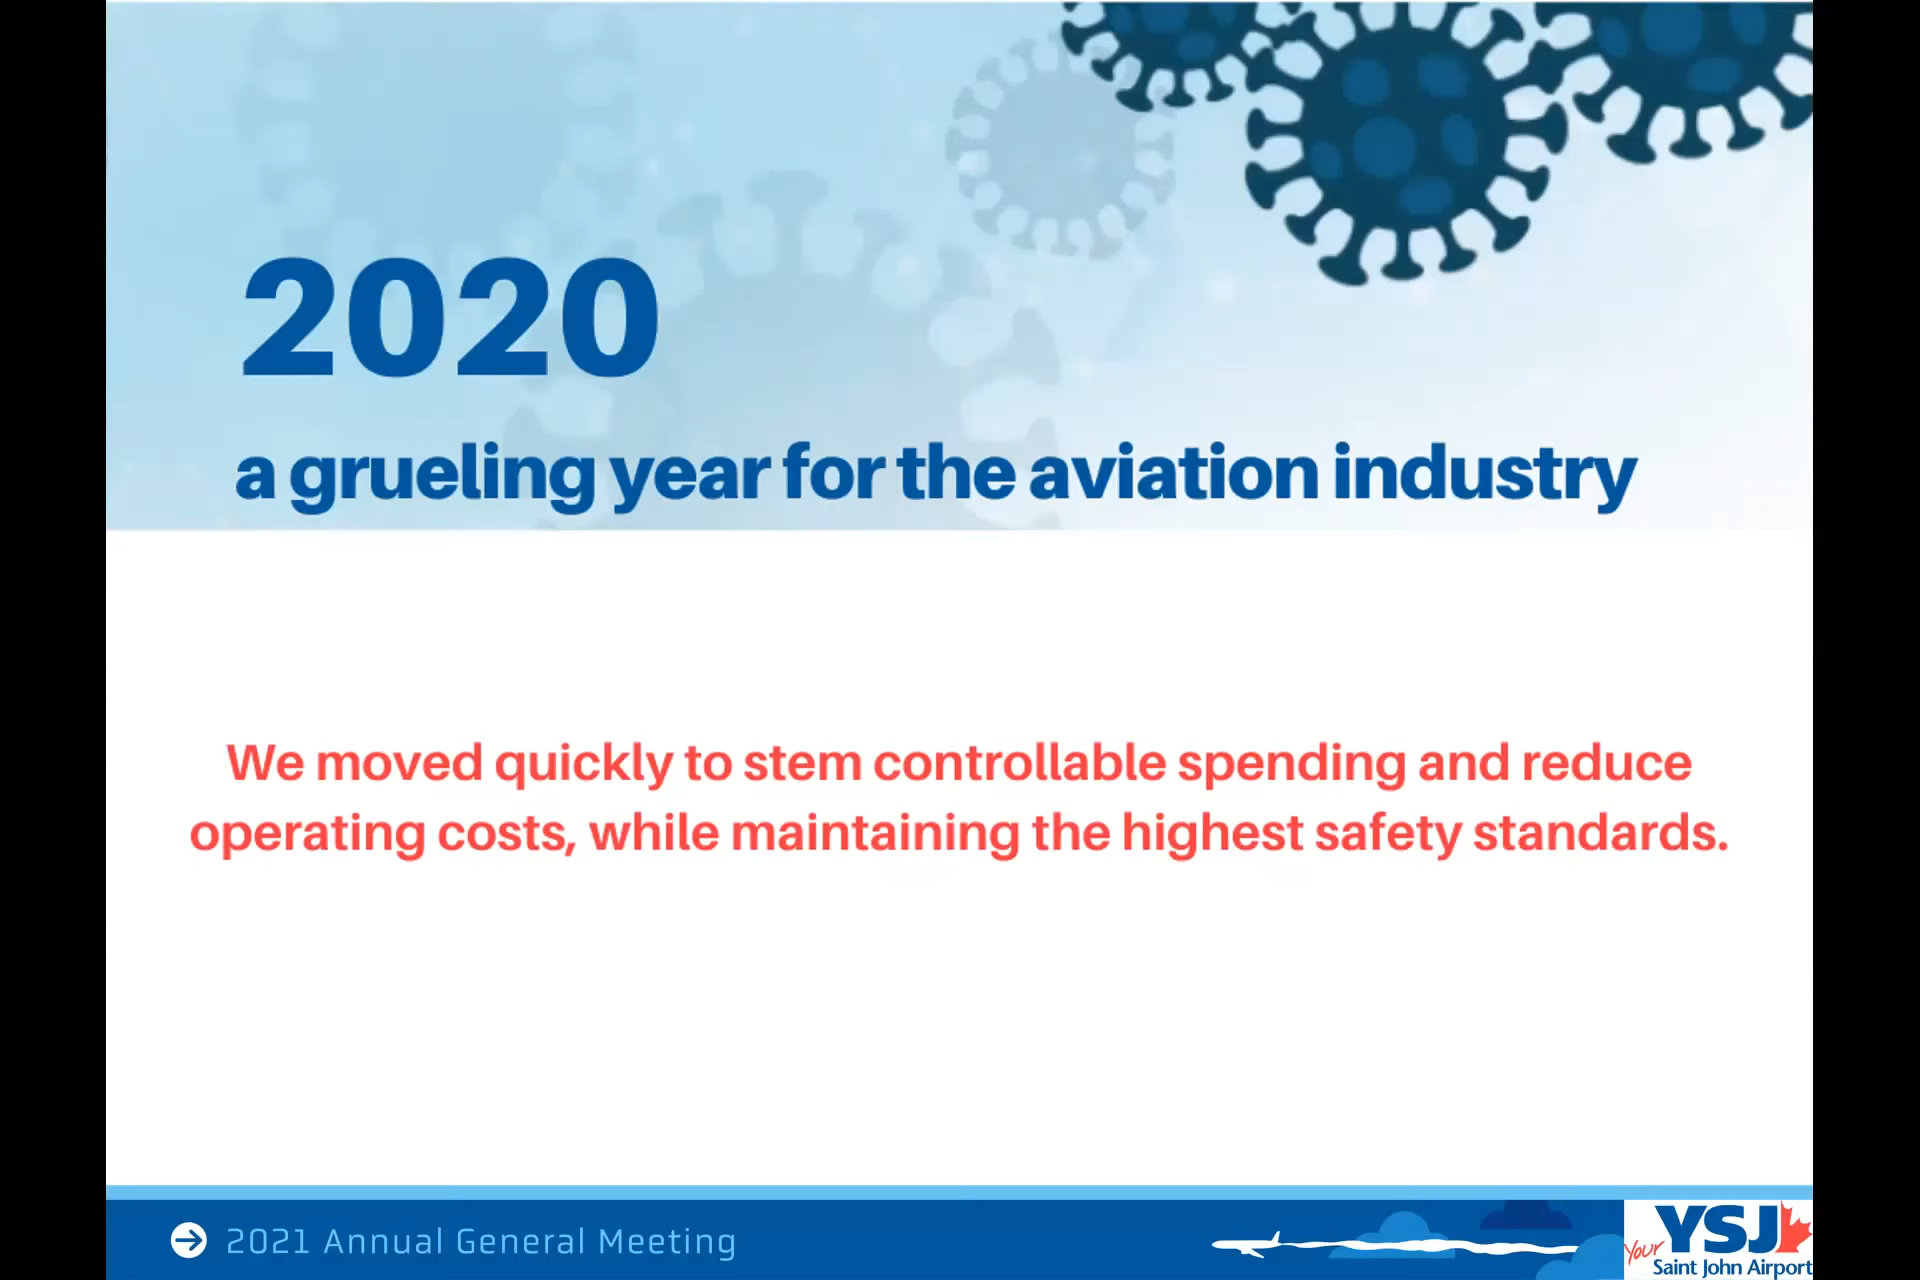 2020
a grueling year for the aviation industry
We moved quickly to stem controllable spending and reduce
operating costs, while maintaining the highest safety standards.
2021 Annual General Meeting
Your YSJ
Saint John Airport